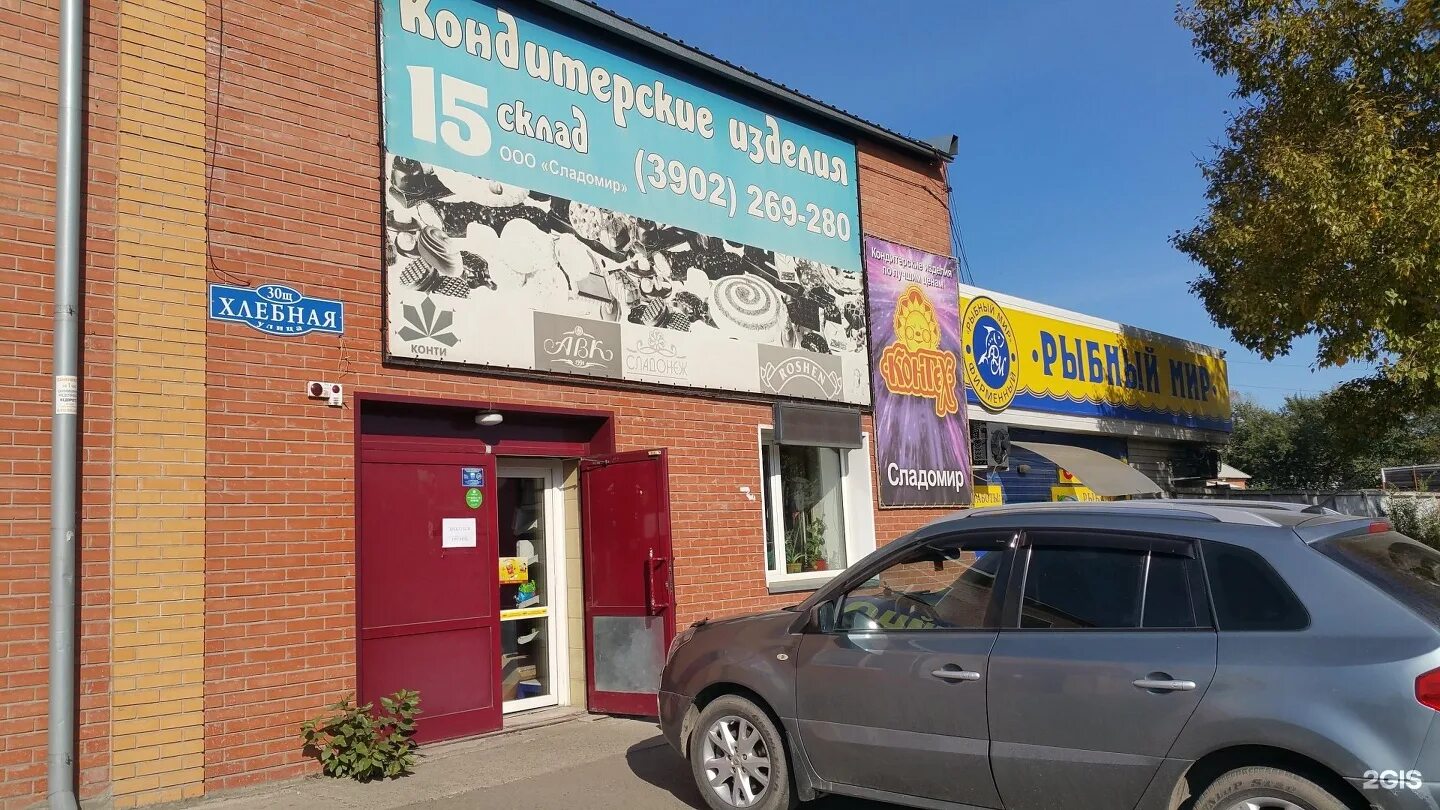 Кондитерские изделия
15 склад
ООО «Сладомир»
(3902) 269-280
КОНТИ
АВК
СЛАДОНЕЖ
ROSHEN
30щ
ХЛЕБНАЯ
улица
Кондитерские изделия
по лучшим ценам
КОНТИ
Сладомир
РЫБНЫЙ МИР
ФИРМЕННЫЙ
·РЫБНЫЙ МИР·
2GIS